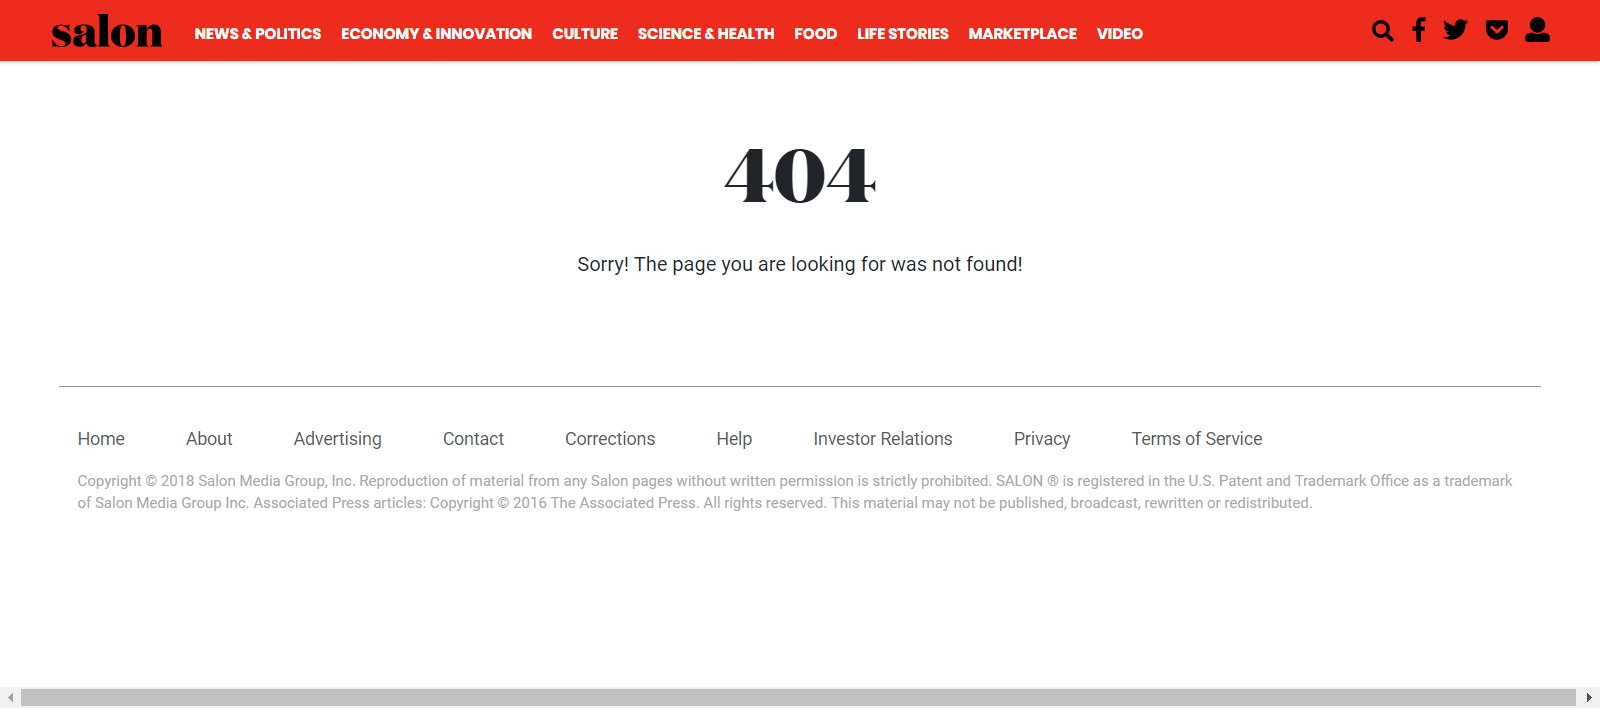 salon NEWS & POLITICS ECONOMY & INNOVATION CULTURE SCIENCE & HEALTH FOOD LIFE STORIES MARKETPLACE VIDEO
404
Sorry! The page you are looking for was not found!
Home About Advertising Contact Corrections Help Investor Relations Privacy Terms of Service
Copyright © 2018 Salon Media Group, Inc. Reproduction of material from any Salon pages without written permission is strictly prohibited. SALON ® is registered in the U.S. Patent and Trademark Office as a trademark
of Salon Media Group Inc. Associated Press articles: Copyright © 2016 The Associated Press. All rights reserved. This material may not be published, broadcast, rewritten or redistributed.